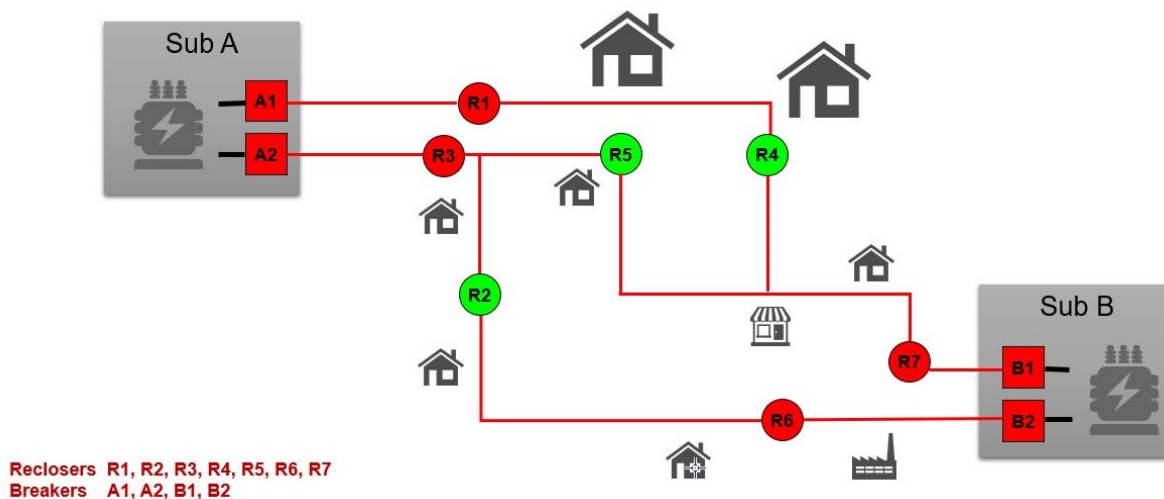 Sub A
A1
R1
A2
R3
R5
R4
R2
Sub B
R7
B1
R6
B2
Reclosers R1, R2, R3, R4, R5, R6, R7
Breakers A1, A2, B1, B2